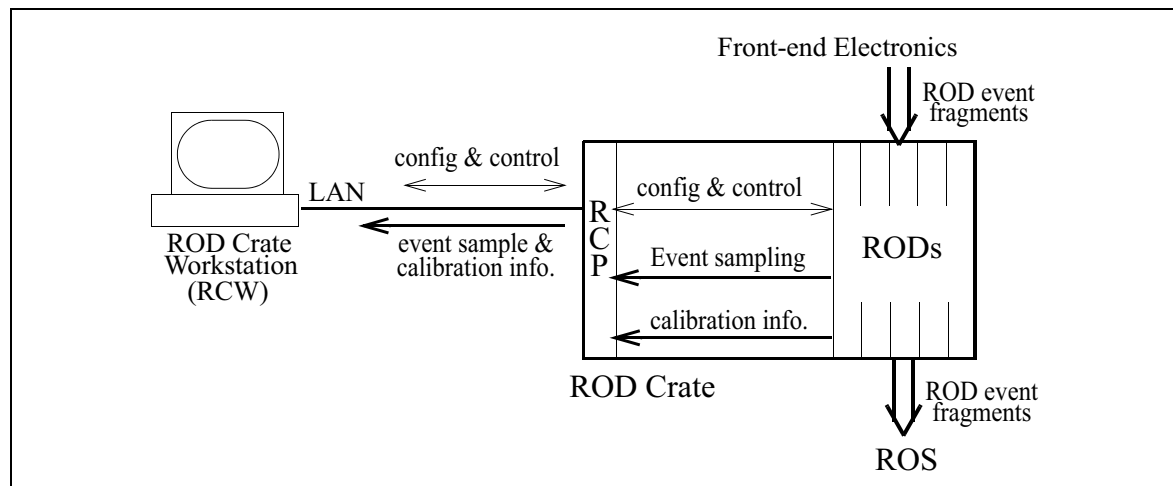 Front-end Electronics
ROD event
fragments
config & control
LAN
event sample &
calibration info.
ROD Crate
Workstation
(RCW)
R
C
P
config & control
Event sampling
calibration info.
RODs
ROD Crate
ROD event
fragments
ROS